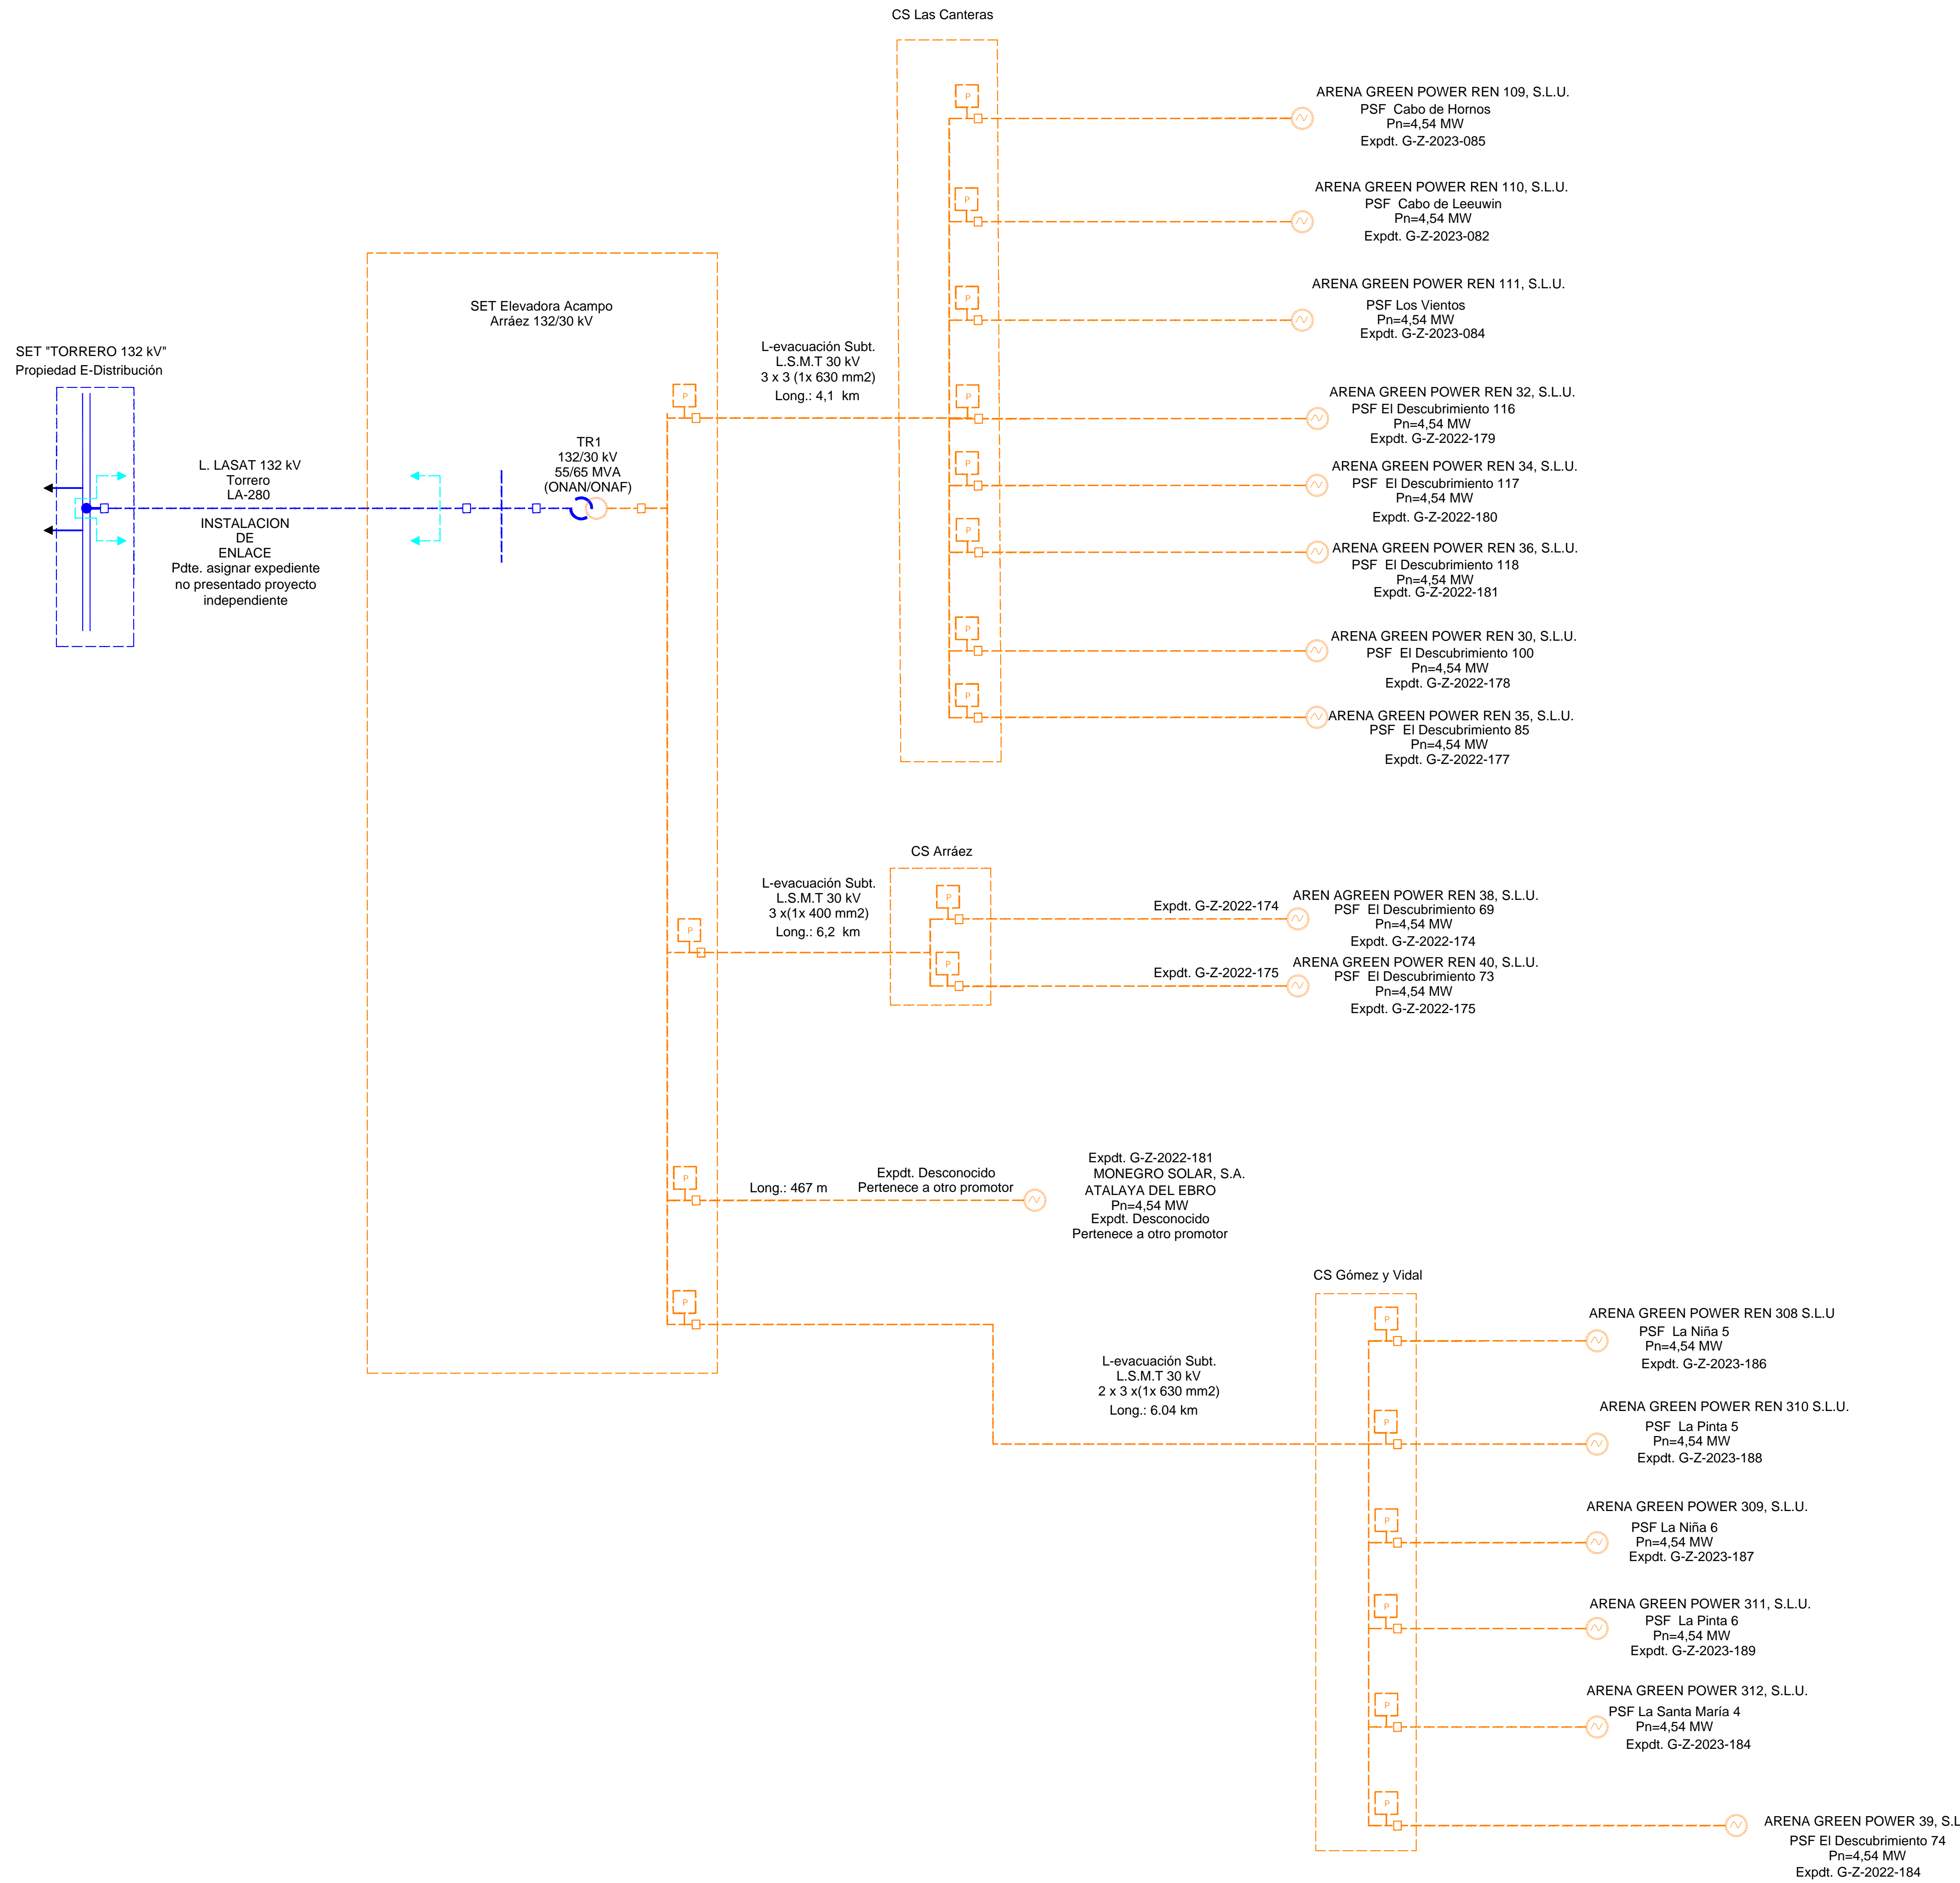 CS Las Canteras
ARENA GREEN POWER REN 109, S.L.U.
PSF Cabo de Hornos
Pn=4,54 MW
Expdt. G-Z-2023-085
P
ARENA GREEN POWER REN 110, S.L.U.
PSF Cabo de Leeuwin
Pn=4,54 MW
Expdt. G-Z-2023-082
P
ARENA GREEN POWER REN 111, S.L.U.
PSF Los Vientos
Pn=4,54 MW
Expdt. G-Z-2023-084
P
ARENA GREEN POWER REN 32, S.L.U.
PSF El Descubrimiento 116
Pn=4,54 MW
Expdt. G-Z-2022-179
P
ARENA GREEN POWER REN 34, S.L.U.
PSF El Descubrimiento 117
Pn=4,54 MW
Expdt. G-Z-2022-180
P
ARENA GREEN POWER REN 36, S.L.U.
PSF El Descubrimiento 118
Pn=4,54 MW
Expdt. G-Z-2022-181
P
ARENA GREEN POWER REN 30, S.L.U.
PSF El Descubrimiento 100
Pn=4,54 MW
Expdt. G-Z-2022-178
P
ARENA GREEN POWER REN 35, S.L.U.
PSF El Descubrimiento 85
Pn=4,54 MW
Expdt. G-Z-2022-177
P
SET Elevadora Acampo
Arráez 132/30 kV
SET "TORRERO 132 kV"
Propiedad E-Distribución
L. LASAT 132 kV
Torrero
LA-280
INSTALACION
DE
ENLACE
Pdte. asignar expediente
no presentado proyecto
independiente
TR1
132/30 kV
55/65 MVA
(ONAN/ONAF)
P
L-evacuación Subt.
L.S.M.T 30 kV
3 x 3 (1x 630 mm2)
Long.: 4,1 km
CS Arráez
P
L-evacuación Subt.
L.S.M.T 30 kV
3 x(1x 400 mm2)
Long.: 6,2 km
P
Expdt. G-Z-2022-174
AREN AGREEN POWER REN 38, S.L.U.
PSF El Descubrimiento 69
Pn=4,54 MW
Expdt. G-Z-2022-174
P
Expdt. G-Z-2022-175
ARENA GREEN POWER REN 40, S.L.U.
PSF El Descubrimiento 73
Pn=4,54 MW
Expdt. G-Z-2022-175
P
Long.: 467 m
Expdt. Desconocido
Pertenece a otro promotor
Expdt. G-Z-2022-181
MONEGRO SOLAR, S.A.
ATALAYA DEL EBRO
Pn=4,54 MW
Expdt. Desconocido
Pertenece a otro promotor
P
L-evacuación Subt.
L.S.M.T 30 kV
2 x 3 x(1x 630 mm2)
Long.: 6.04 km
CS Gómez y Vidal
P
ARENA GREEN POWER REN 308 S.L.U
PSF La Niña 5
Pn=4,54 MW
Expdt. G-Z-2023-186
P
ARENA GREEN POWER REN 310 S.L.U.
PSF La Pinta 5
Pn=4,54 MW
Expdt. G-Z-2023-188
P
ARENA GREEN POWER 309, S.L.U.
PSF La Niña 6
Pn=4,54 MW
Expdt. G-Z-2023-187
P
ARENA GREEN POWER 311, S.L.U.
PSF La Pinta 6
Pn=4,54 MW
Expdt. G-Z-2023-189
P
ARENA GREEN POWER 312, S.L.U.
PSF La Santa María 4
Pn=4,54 MW
Expdt. G-Z-2023-184
P
ARENA GREEN POWER 39, S.L
PSF El Descubrimiento 74
Pn=4,54 MW
Expdt. G-Z-2022-184